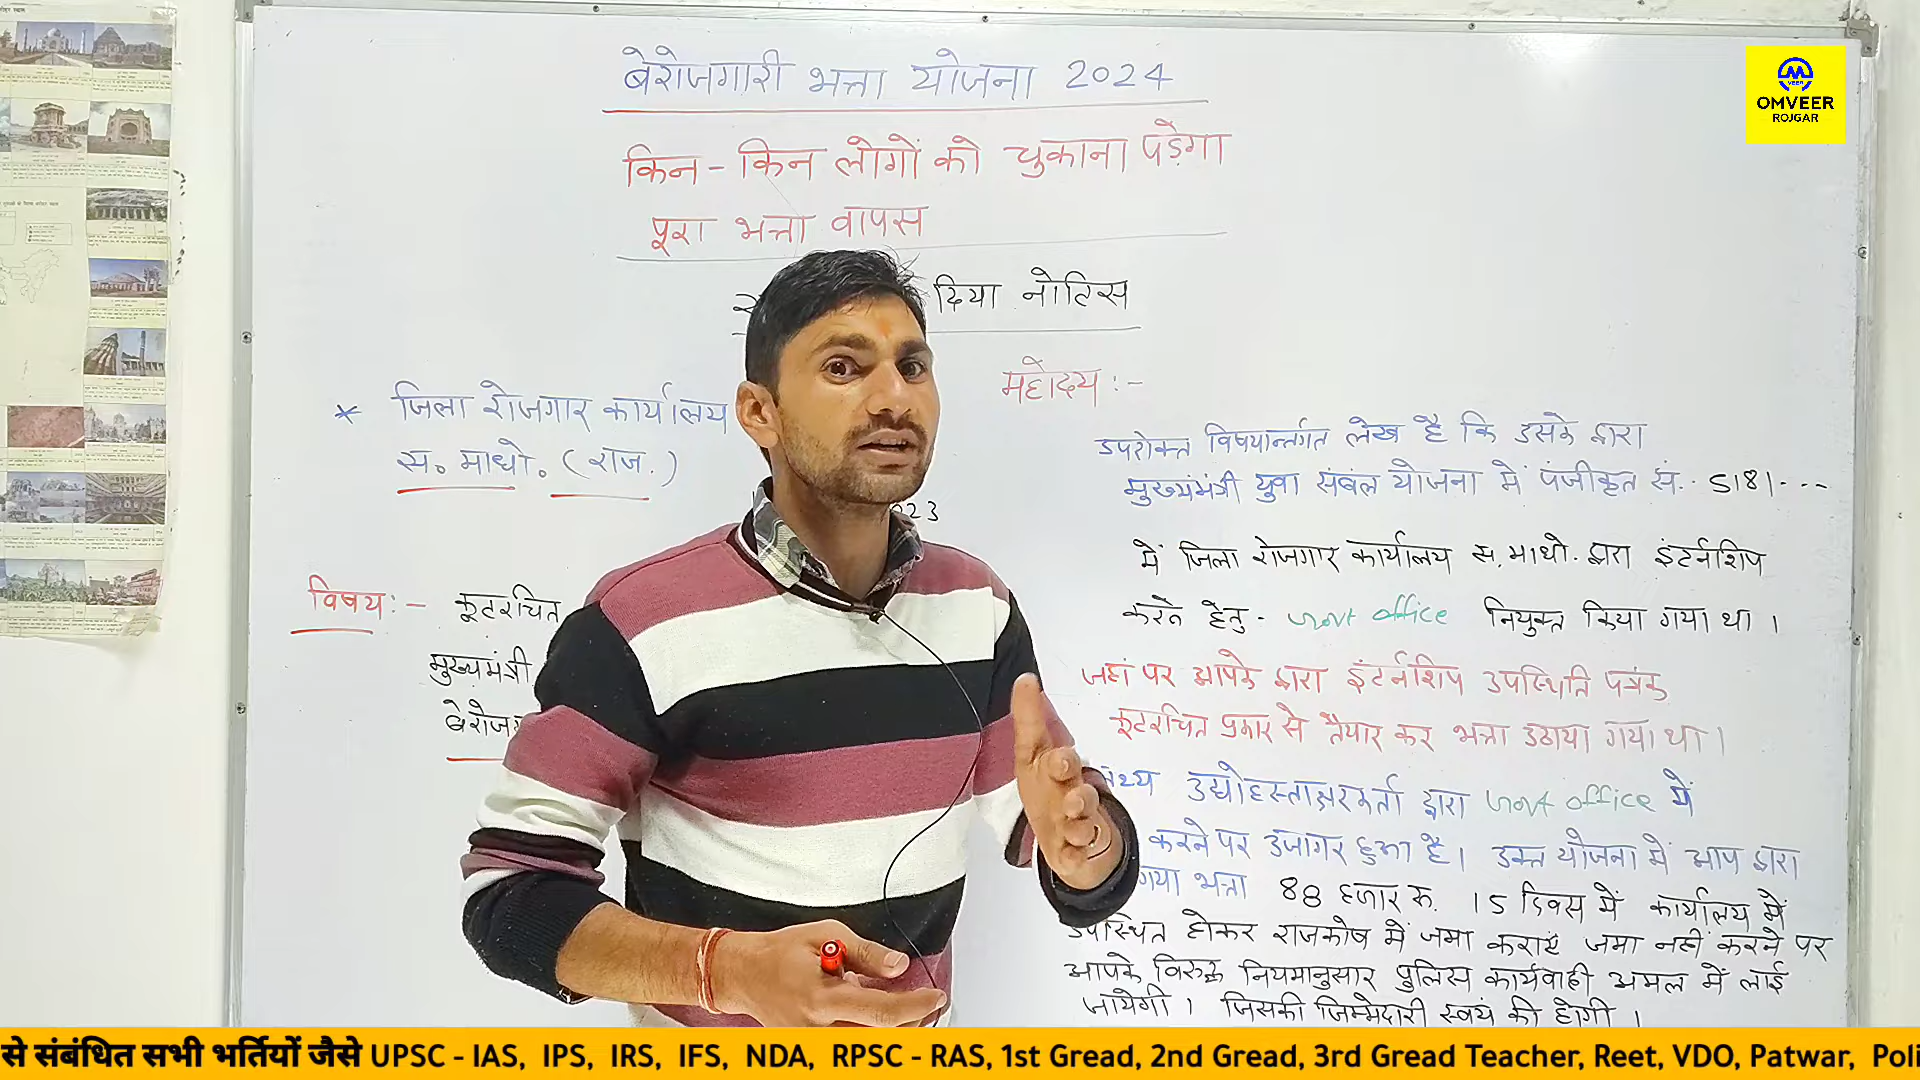 बेरोजगारी भत्ता योजना 2024
किन-किन लोगों को चुकाना पड़ेगा
पूरा भत्ता वापस
दिया नोटिस
* जिला रोजगार कार्यालय
स. माधो. (राज.)
023
विषय:- कूटरचित
मुख्यमंत्री
महोदय:-
उपरोक्त विषयान्तर्गत लेख है कि उसके द्वारा
मुख्यमंत्री युवा संबल योजना में पंजीकृत सं.. 5181---
में जिला रोजगार कार्यालय स. माधो. द्वारा इंटर्नशिप
करने हेतु - Govt office नियुक्त किया गया था।
जहां पर आपके द्वारा इंटर्नशिप उपस्थिति पत्रक
कूटरचित प्रकार से तैयार कर भत्ता उठाया गया था।
द्वारा Govt office में
करने पर उजागर हुआ है। उक्त योजना में आप द्वारा
गया भत्ता 88 हजार रु. 15 दिवस में कार्यालय में
उपस्थित होकर राजकोष में जमा कराएं जमा नहीं करने पर
आपके विरुद्ध नियमानुसार पुलिस कार्यवाही अमल में लाई
जायेगी। जिसकी जिम्मेदारी स्वयं की होगी।
OMVEER
ROJGAR
से संबंधित सभी भर्तियों जैसे UPSC - IAS, IPS, IRS, IFS, NDA, RPSC - RAS, 1st Gread, 2nd Gread, 3rd Gread Teacher, Reet, VDO, Patwar, Poli